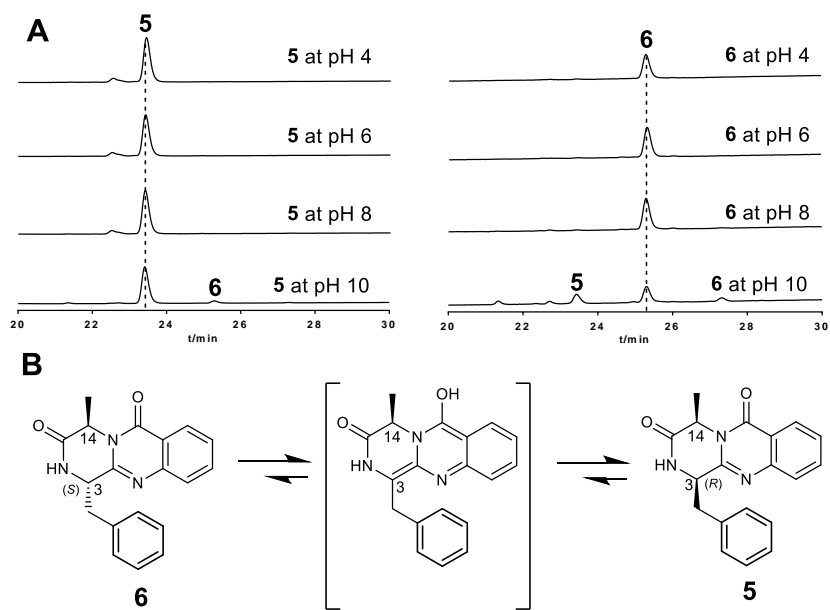 A
5
5 at pH 4
5 at pH 6
5 at pH 8
6
5 at pH 10
20 22 24 26 28 30
t/min
6
6 at pH 4
6 at pH 6
6 at pH 8
5
6 at pH 10
20 22 24 26 28 30
t/min
B
O
O
14
N
HN
3
N
(S)
6
OH
O
14
N
HN
N
3
O
O
14
N
HN
3
N
(R)
5